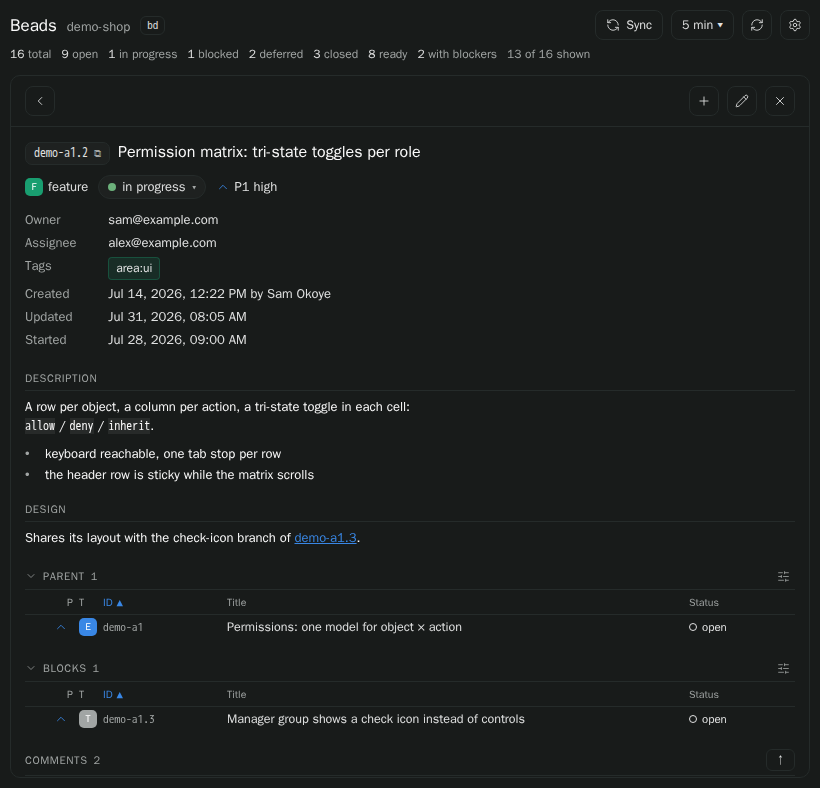 Beads demo-shop bd Sync 5 min ▾
16 total 9 open 1 in progress 1 blocked 2 deferred 3 closed 8 ready 2 with blockers 13 of 16 shown
demo-a1.2 Permission matrix: tri-state toggles per role
F feature in progress ▾ P1 high
Owner sam@example.com
Assignee alex@example.com
Tags area:ui
Created Jul 14, 2026, 12:22 PM by Sam Okoye
Updated Jul 31, 2026, 08:05 AM
Started Jul 28, 2026, 09:00 AM
DESCRIPTION
A row per object, a column per action, a tri-state toggle in each cell:
allow / deny / inherit.
• keyboard reachable, one tab stop per row
• the header row is sticky while the matrix scrolls
DESIGN
Shares its layout with the check-icon branch of demo-a1.3.
PARENT 1
P T ID ▲ Title Status
E demo-a1 Permissions: one model for object × action open
BLOCKS 1
P T ID ▲ Title Status
T demo-a1.3 Manager group shows a check icon instead of controls open
COMMENTS 2 ↑